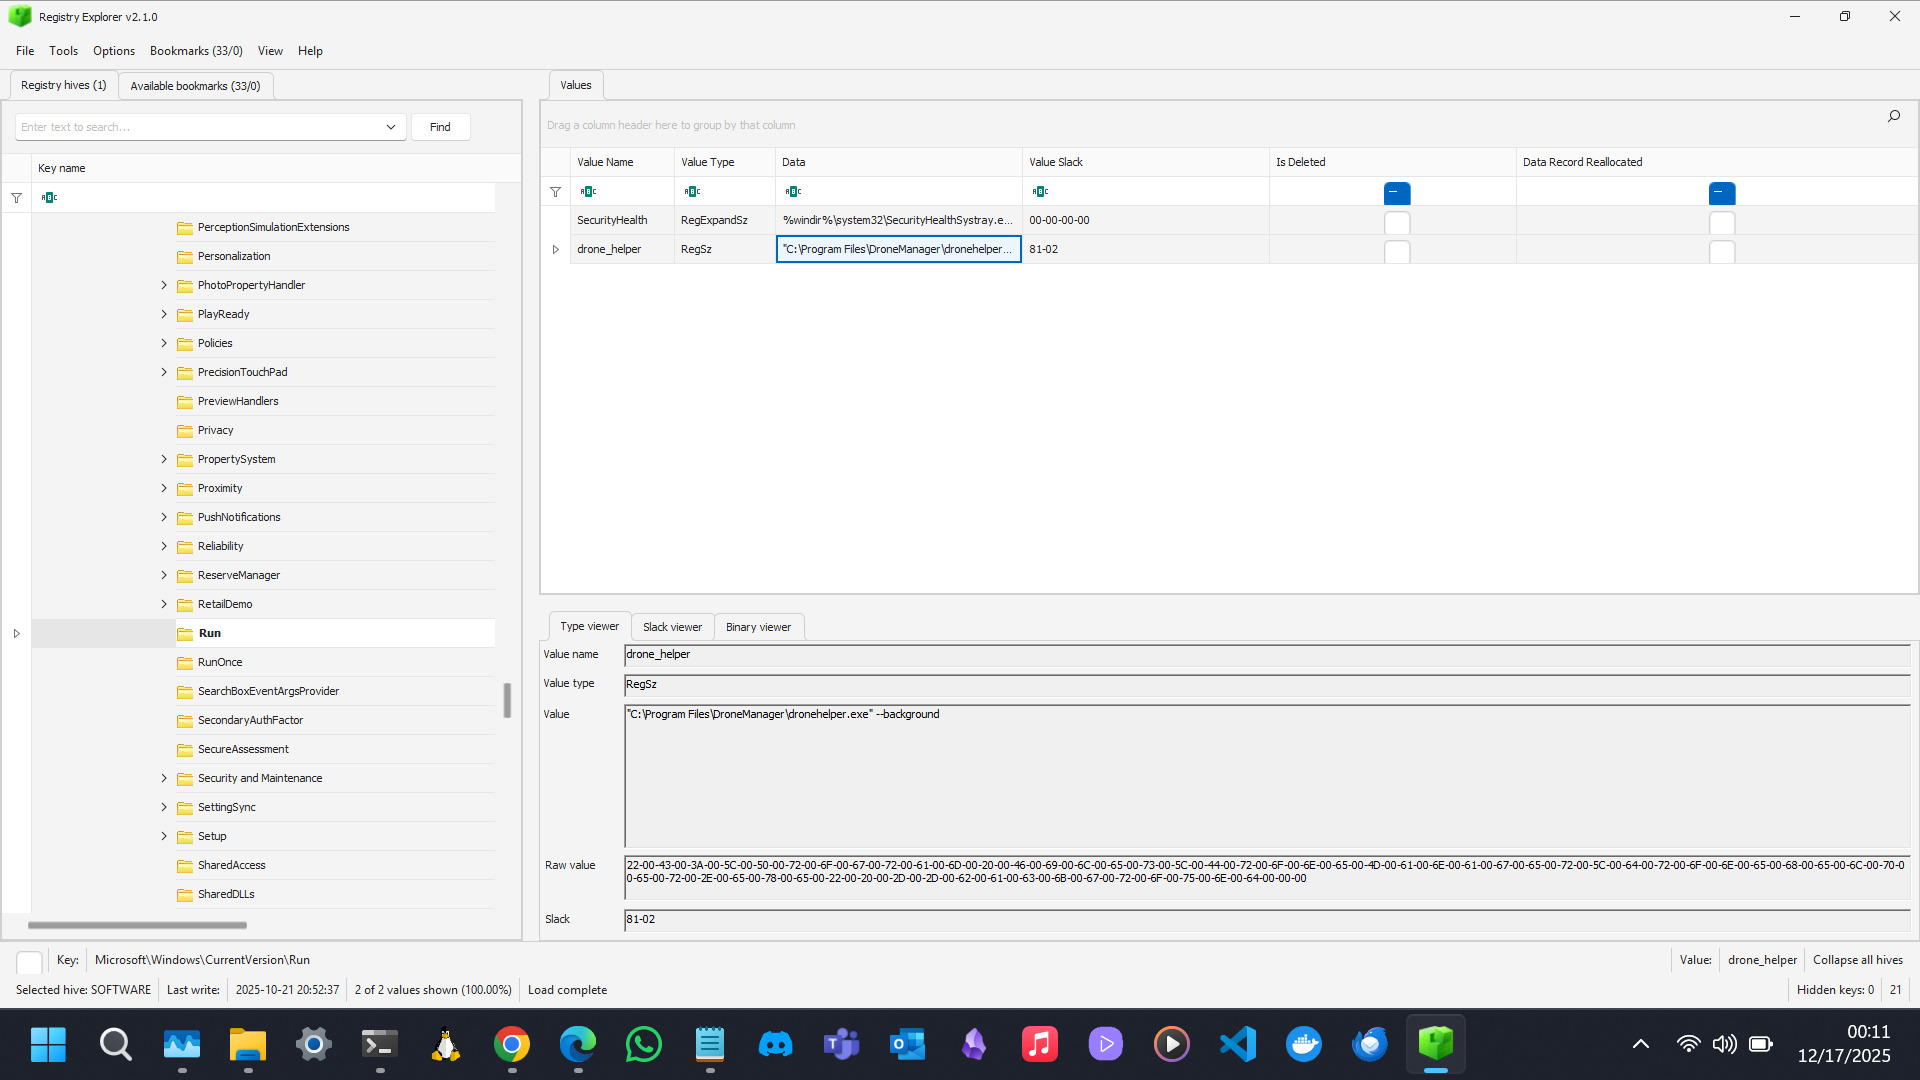 Registry Explorer v2.1.0
File Tools Options Bookmarks (33/0) View Help
Registry hives (1) Available bookmarks (33/0)
Enter text to search... Find
Key name
PerceptionSimulationExtensions
Personalization
PhotoPropertyHandler
PlayReady
Policies
PrecisionTouchPad
PreviewHandlers
Privacy
PropertySystem
Proximity
PushNotifications
Reliability
ReserveManager
RetailDemo
Run
RunOnce
SearchBoxEventArgsProvider
SecondaryAuthFactor
SecureAssessment
Security and Maintenance
SettingSync
Setup
SharedAccess
SharedDLLs
Values
Drag a column header here to group by that column
Value Name Value Type Data Value Slack Is Deleted Data Record Reallocated
SecurityHealth RegExpandSz %windir%\system32\SecurityHealthSystray.e... 00-00-00-00
drone_helper RegSz "C:\Program Files\DroneManager\dronehelper... 81-02
Type viewer Slack viewer Binary viewer
Value name drone_helper
Value type RegSz
Value "C:\Program Files\DroneManager\dronehelper.exe" --background
Raw value 22-00-43-00-3A-00-5C-00-50-00-72-00-6F-00-67-00-72-00-61-00-6D-00-20-00-46-00-69-00-6C-00-65-00-73-00-5C-00-44-00-72-00-6F-00-6E-00-65-00-4D-00-61-00-6E-00-61-00-67-00-65-00-72-00-5C-00-64-00-72-00-6F-00-6E-00-65-00-68-00-65-00-6C-00-70-0
0-65-00-72-00-2E-00-65-00-78-00-65-00-22-00-20-00-2D-00-2D-00-62-00-61-00-63-00-6B-00-67-00-72-00-6F-00-75-00-6E-00-64-00-00-00
Slack 81-02
Key: Microsoft\Windows\CurrentVersion\Run Value: drone_helper Collapse all hives
Selected hive: SOFTWARE Last write: 2025-10-21 20:52:37 2 of 2 values shown (100.00%) Load complete Hidden keys: 0 21
00:11
12/17/2025